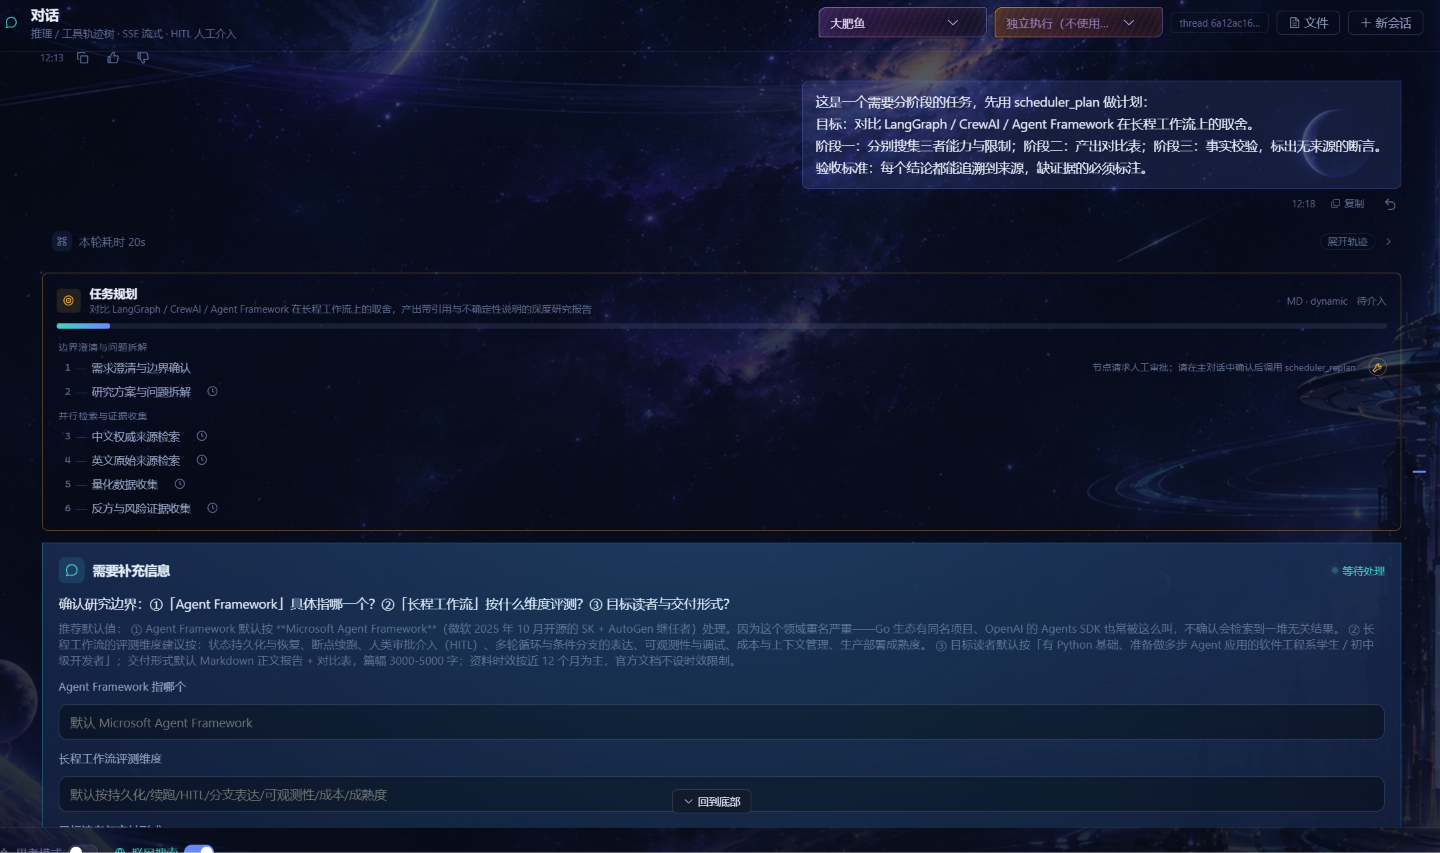 对话
推理 / 工具轨迹树 · SSE 流式 · HITL 人工介入
大肥鱼
独立执行（不使用...
thread 6a12ac16...
文件
新会话
12:13
这是一个需要分阶段的任务，先用 scheduler_plan 做计划：
目标：对比 LangGraph / CrewAI / Agent Framework 在长程工作流上的取舍。
阶段一：分别搜集三者能力与限制；阶段二：产出对比表；阶段三：事实校验，标出无来源的断言。
验收标准：每个结论都能追溯到来源，缺证据的必须标注。
12:18 复制
本轮耗时 20s
展开轨迹
任务规划
对比 LangGraph / CrewAI / Agent Framework 在长程工作流上的取舍，产出带引用与不确定性说明的深度研究报告
MD · dynamic 待介入
边界澄清与问题拆解
1 — 需求澄清与边界确认
节点请求人工审批；请在主对话中确认后调用 scheduler_replan
2 — 研究方案与问题拆解
并行检索与证据收集
3 — 中文权威来源检索
4 — 英文原始来源检索
5 — 量化数据收集
6 — 反方与风险证据收集
需要补充信息
等待处理
确认研究边界：①「Agent Framework」具体指哪一个？②「长程工作流」按什么维度评测？③ 目标读者与交付形式？
推荐默认值： ① Agent Framework 默认按 **Microsoft Agent Framework**（微软 2025 年 10 月开源的 SK + AutoGen 继任者）处理。因为这个领域重名严重——Go 生态有同名项目、OpenAI 的 Agents SDK 也常被这么叫，不确认会检索到一堆无关结果。 ② 长
程工作流的评测维度建议按：状态持久化与恢复、断点续跑、人类审批介入（HITL）、多轮循环与条件分支的表达、可观测性与调试、成本与上下文管理、生产部署成熟度。 ③ 目标读者默认按「有 Python 基础、准备做多步 Agent 应用的软件工程系学生 / 初中
级开发者」；交付形式默认 Markdown 正文报告 + 对比表，篇幅 3000-5000 字；资料时效按近 12 个月为主，官方文档不设时效限制。
Agent Framework 指哪个
默认 Microsoft Agent Framework
长程工作流评测维度
默认按持久化/续跑/HITL/分支表达/可观测性/成本/成熟度
回到底部